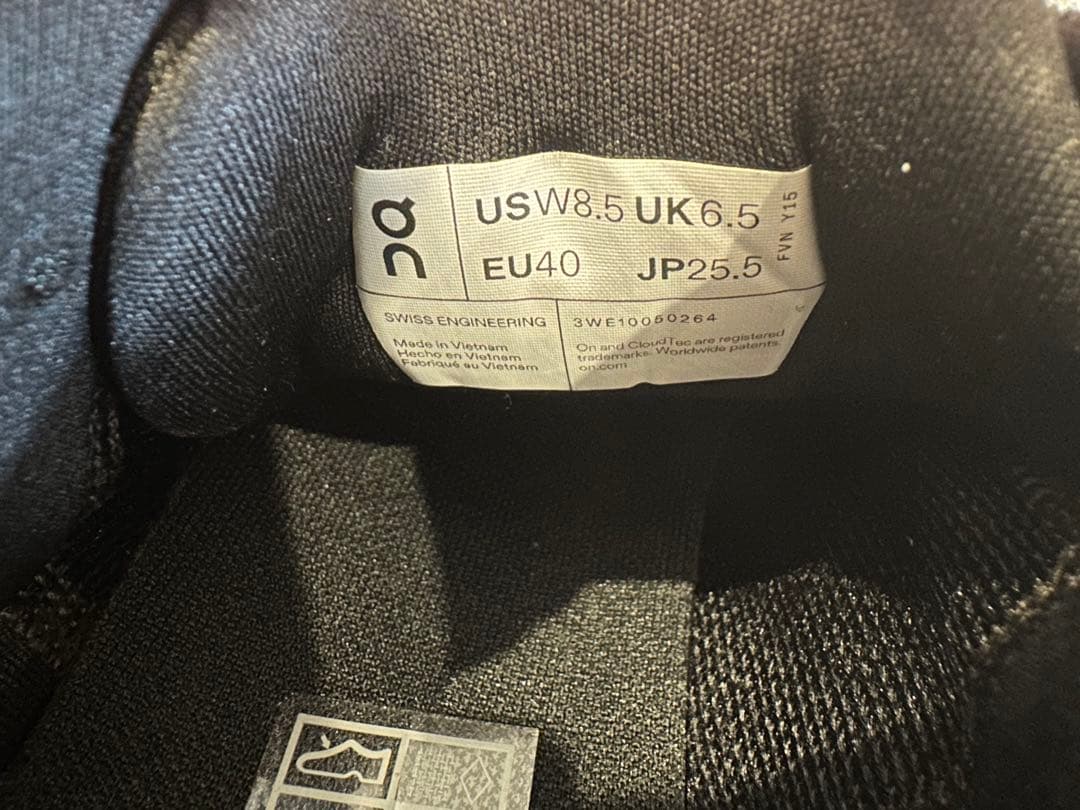 On
USW8.5 UK6.5
EU40 JP25.5
FVN Y15
SWISS ENGINEERING
Made in Vietnam
Hecho en Vietnam
Fabriqué au Vietnam
3WE10050264
On and CloudTec are registered
trademarks. Worldwide patents.
on.com